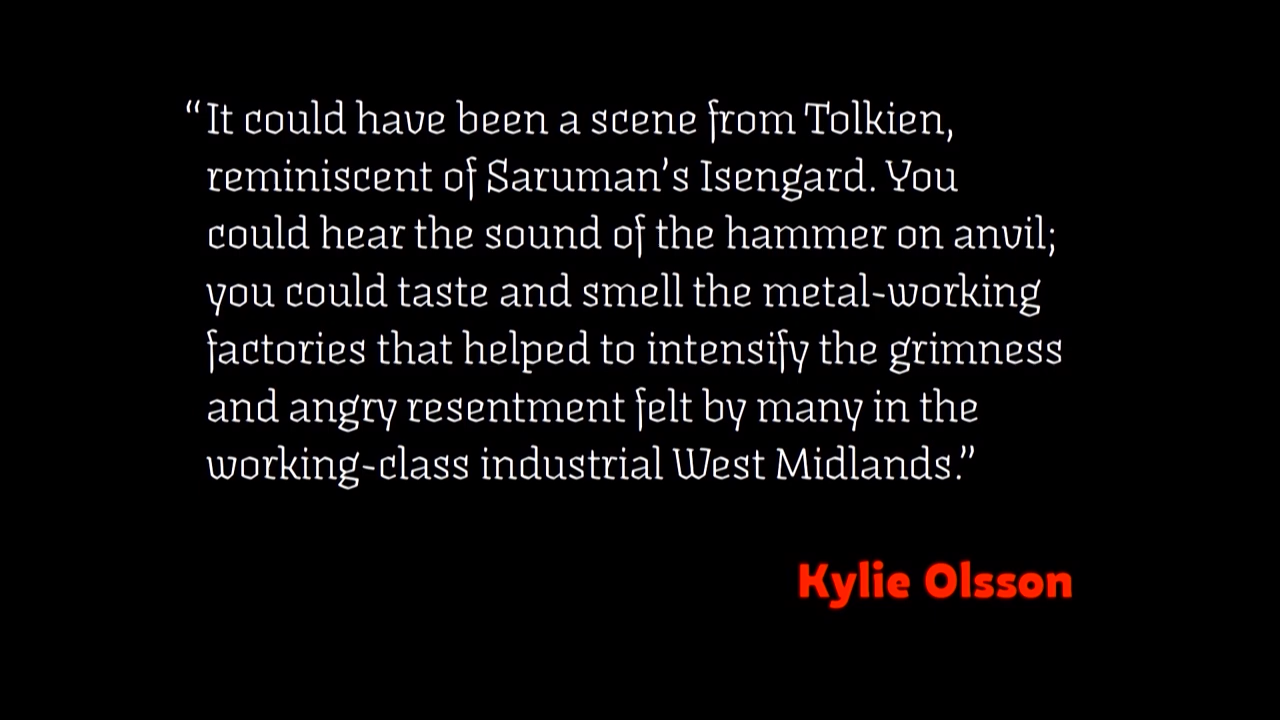 “It could have been a scene from Tolkien,
reminiscent of Saruman’s Isengard. You
could hear the sound of the hammer on anvil;
you could taste and smell the metal-working
factories that helped to intensify the grimness
and angry resentment felt by many in the
working-class industrial West Midlands.”
Kylie Olsson